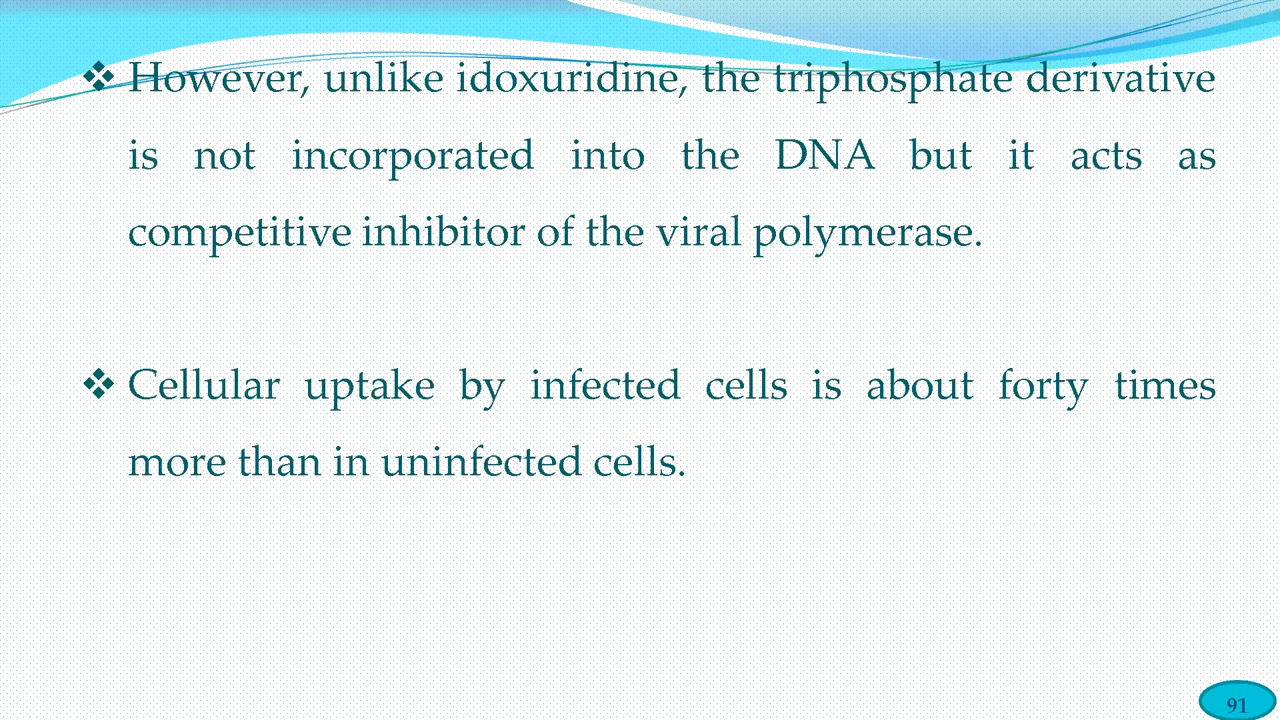 ❖ However, unlike idoxuridine, the triphosphate derivative
is not incorporated into the DNA but it acts as
competitive inhibitor of the viral polymerase.
❖ Cellular uptake by infected cells is about forty times
more than in uninfected cells.
91